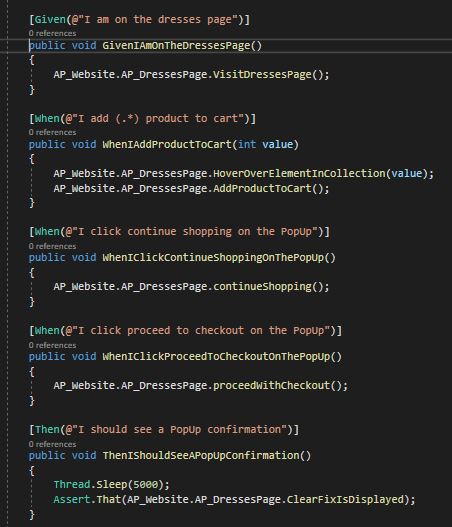 [Given(@"I am on the dresses page")]
0 references
public void GivenIAmOnTheDressesPage()
{
AP_Website.AP_DressesPage.VisitDressesPage();
}
[When(@"I add (.*) product to cart")]
0 references
public void WhenIAddProductToCart(int value)
{
AP_Website.AP_DressesPage.HoverOverElementInCollection(value);
AP_Website.AP_DressesPage.AddProductToCart();
}
[When(@"I click continue shopping on the PopUp")]
0 references
public void WhenIClickContinueShoppingOnThePopUp()
{
AP_Website.AP_DressesPage.continueShopping();
}
[When(@"I click proceed to checkout on the PopUp")]
0 references
public void WhenIClickProceedToCheckoutOnThePopUp()
{
AP_Website.AP_DressesPage.proceedWithCheckout();
}
[Then(@"I should see a PopUp confirmation")]
0 references
public void ThenIShouldSeeAPopUpConfirmation()
{
Thread.Sleep(5000);
Assert.That(AP_Website.AP_DressesPage.ClearFixIsDisplayed);
}